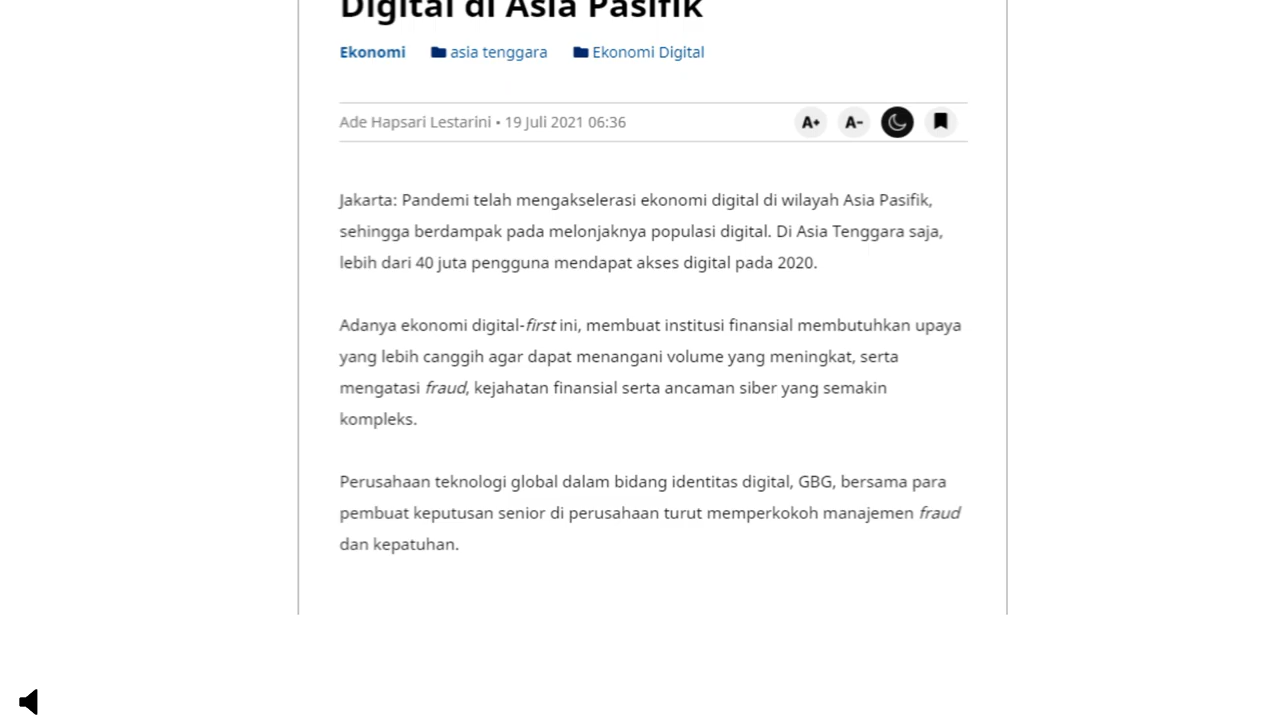 Digital di Asia Pasifik
Ekonomi asia tenggara Ekonomi Digital
Ade Hapsari Lestarini • 19 Juli 2021 06:36 A+ A-
Jakarta: Pandemi telah mengakselerasi ekonomi digital di wilayah Asia Pasifik,
sehingga berdampak pada melonjaknya populasi digital. Di Asia Tenggara saja,
lebih dari 40 juta pengguna mendapat akses digital pada 2020.
Adanya ekonomi digital-first ini, membuat institusi finansial membutuhkan upaya
yang lebih canggih agar dapat menangani volume yang meningkat, serta
mengatasi fraud, kejahatan finansial serta ancaman siber yang semakin
kompleks.
Perusahaan teknologi global dalam bidang identitas digital, GBG, bersama para
pembuat keputusan senior di perusahaan turut memperkokoh manajemen fraud
dan kepatuhan.